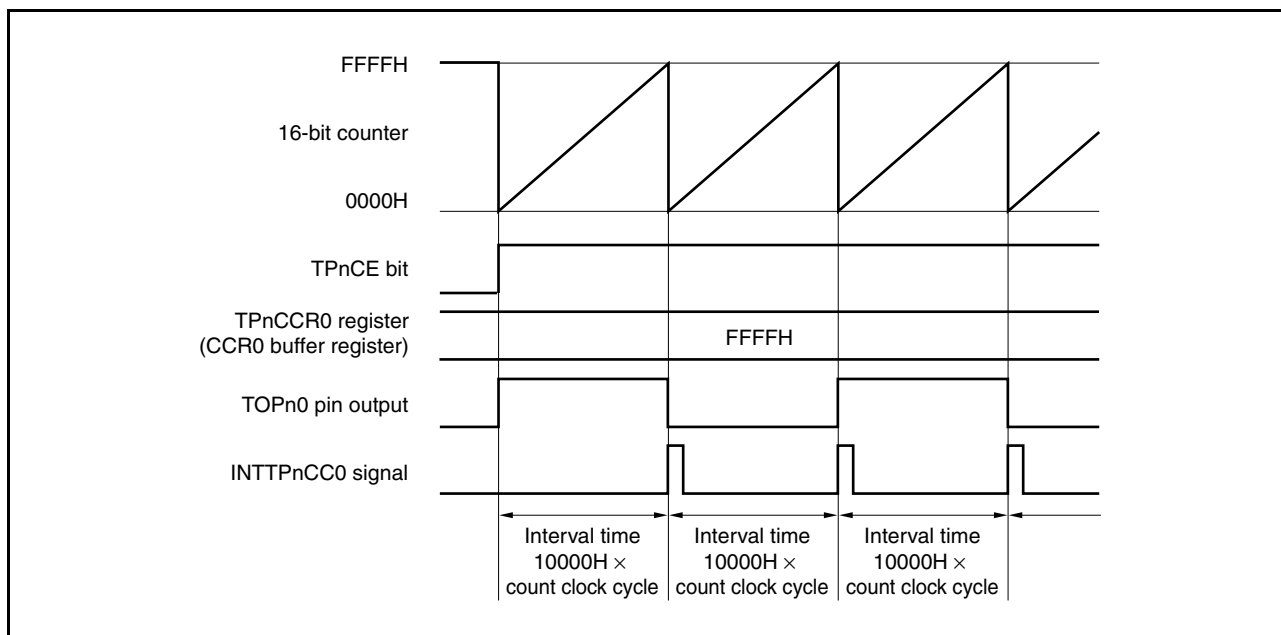 FFFFH
16-bit counter
0000H
TPnCE bit
TPnCCR0 register
(CCR0 buffer register)
FFFFH
TOPn0 pin output
INTTPnCC0 signal
Interval time
10000H ×
count clock cycle
Interval time
10000H ×
count clock cycle
Interval time
10000H ×
count clock cycle